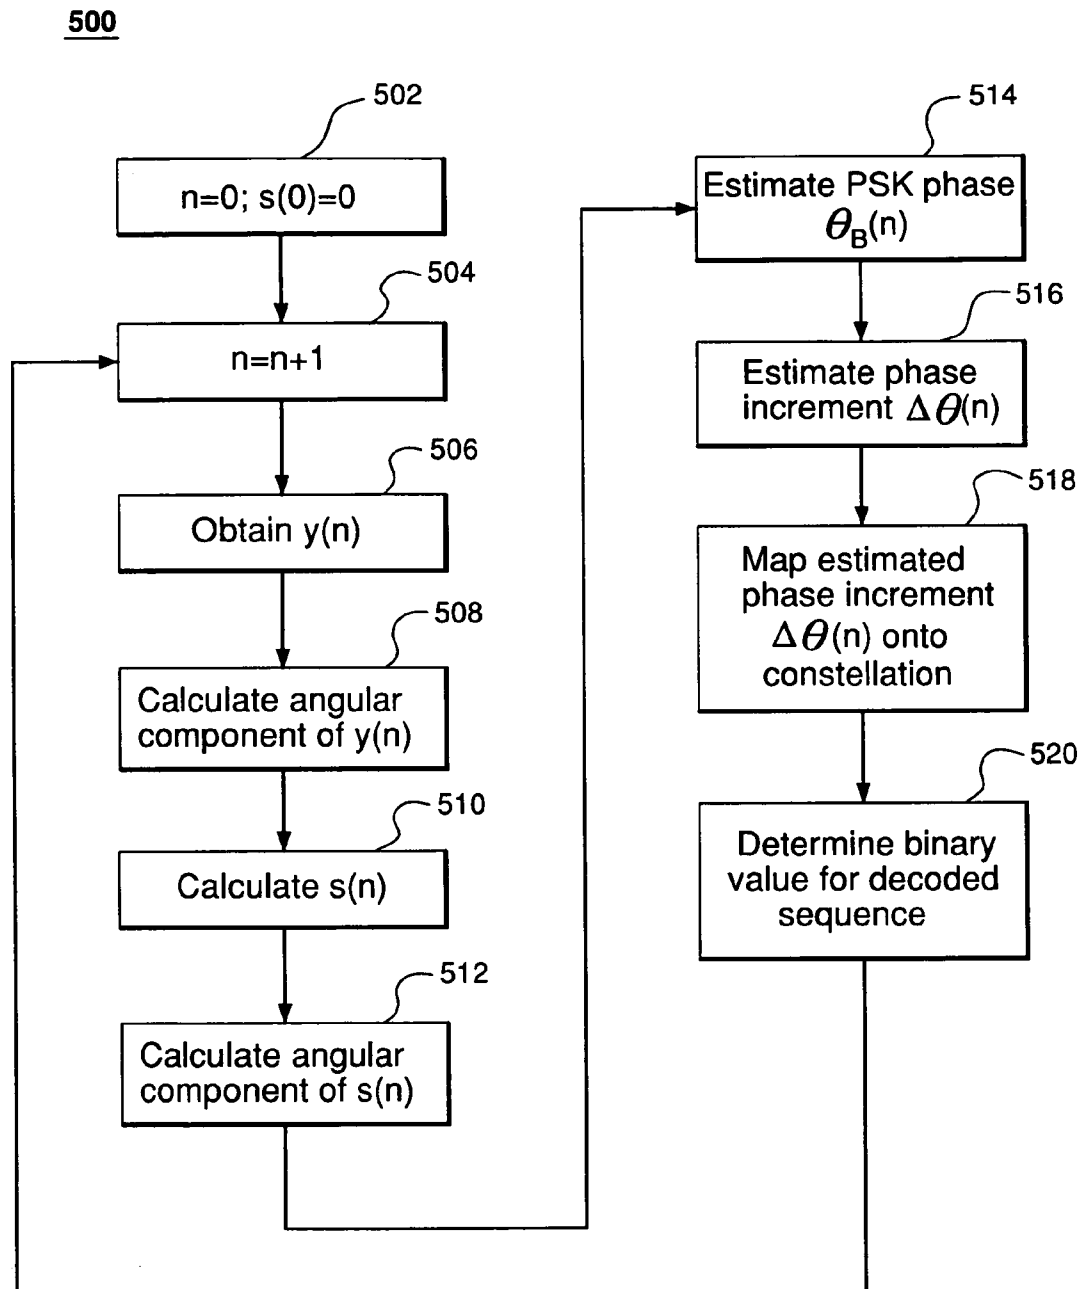 500
502
n=0; s(0)=0
504
n=n+1
506
Obtain y(n)
508
Calculate angular
component of y(n)
510
Calculate s(n)
512
Calculate angular
component of s(n)
514
Estimate PSK phase
θB(n)
516
Estimate phase
increment Δθ(n)
518
Map estimated
phase increment
Δθ(n) onto
constellation
520
Determine binary
value for decoded
sequence